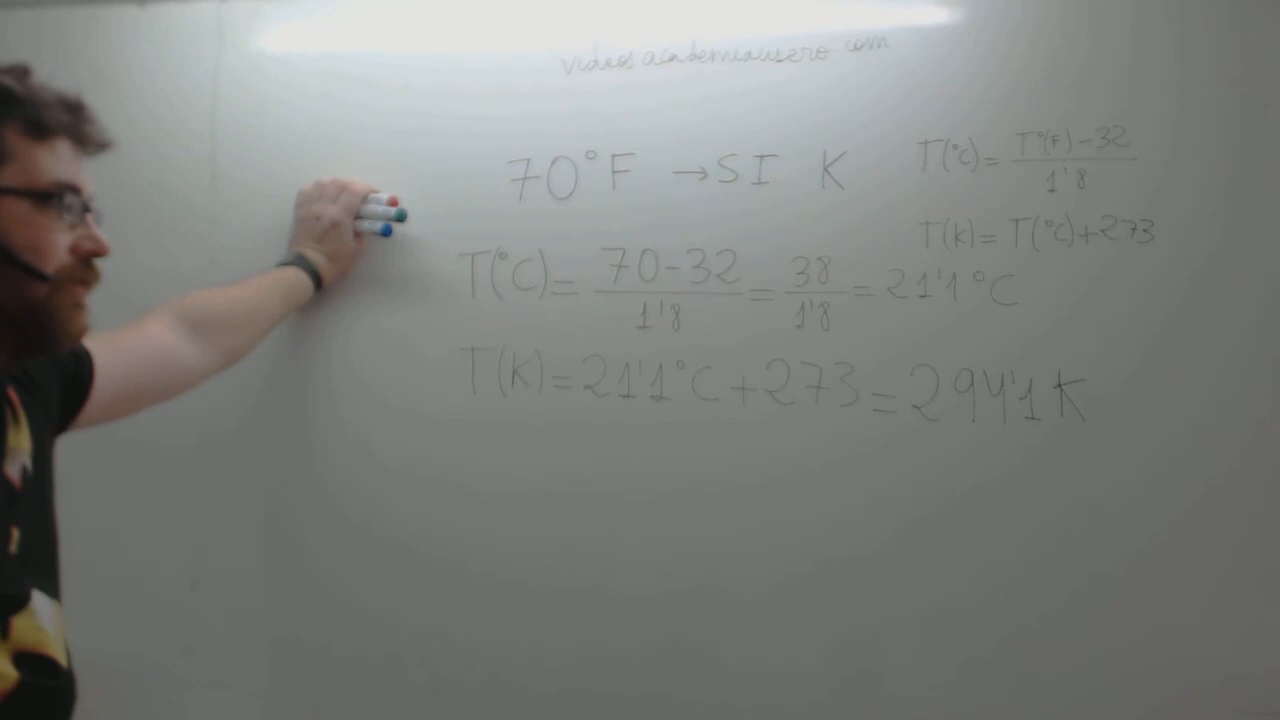 videosacademiausero.com
70°F → SI K
T(°C) = T°(F) - 32 / 1'8
T(K) = T(°C) + 273
T(°C) = 70 - 32 / 1'8 = 38 / 1'8 = 21'1 °C
T(K) = 21'1°C + 273 = 294'1 K